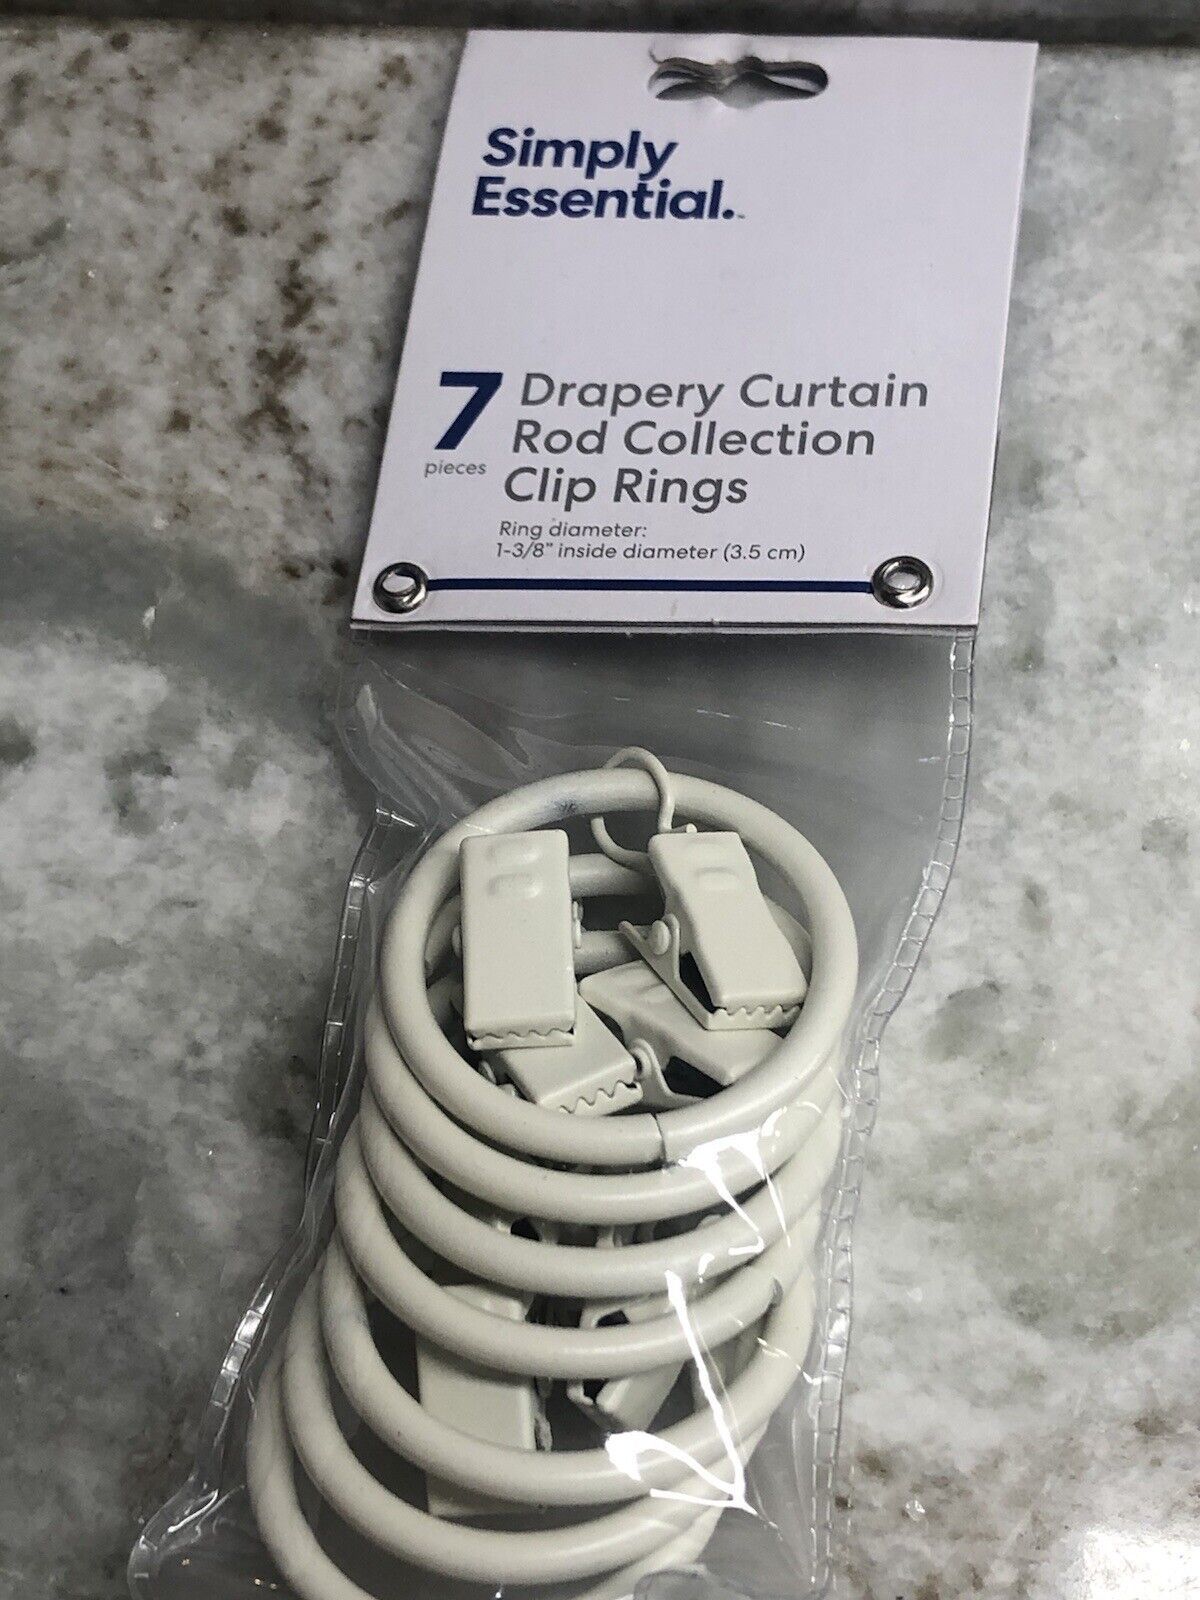 Simply
Essential.™
7 pieces
Drapery Curtain
Rod Collection
Clip Rings
Ring diameter:
1-3/8" inside diameter (3.5 cm)